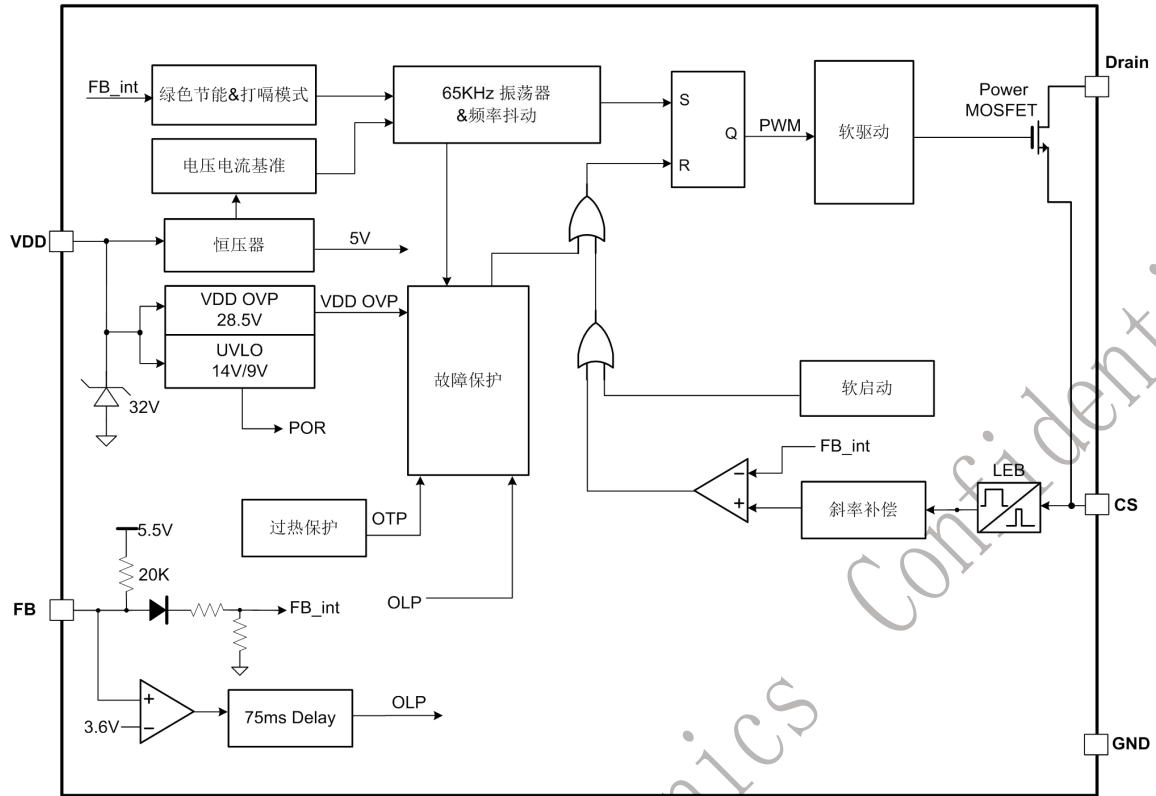 Drain
FB_int
绿色节能&打嗝模式
65KHz 振荡器
&频率抖动
S
R
Q
PWM
软驱动
Power
MOSFET
电压电流基准
VDD
恒压器
5V
VDD OVP
28.5V
VDD OVP
UVLO
14V/9V
32V
POR
故障保护
软启动
FB_int
−
+
斜率补偿
LEB
CS
过热保护
OTP
5.5V
20K
FB
FB_int
OLP
+
3.6V
−
75ms Delay
OLP
GND
Confidenti
nics